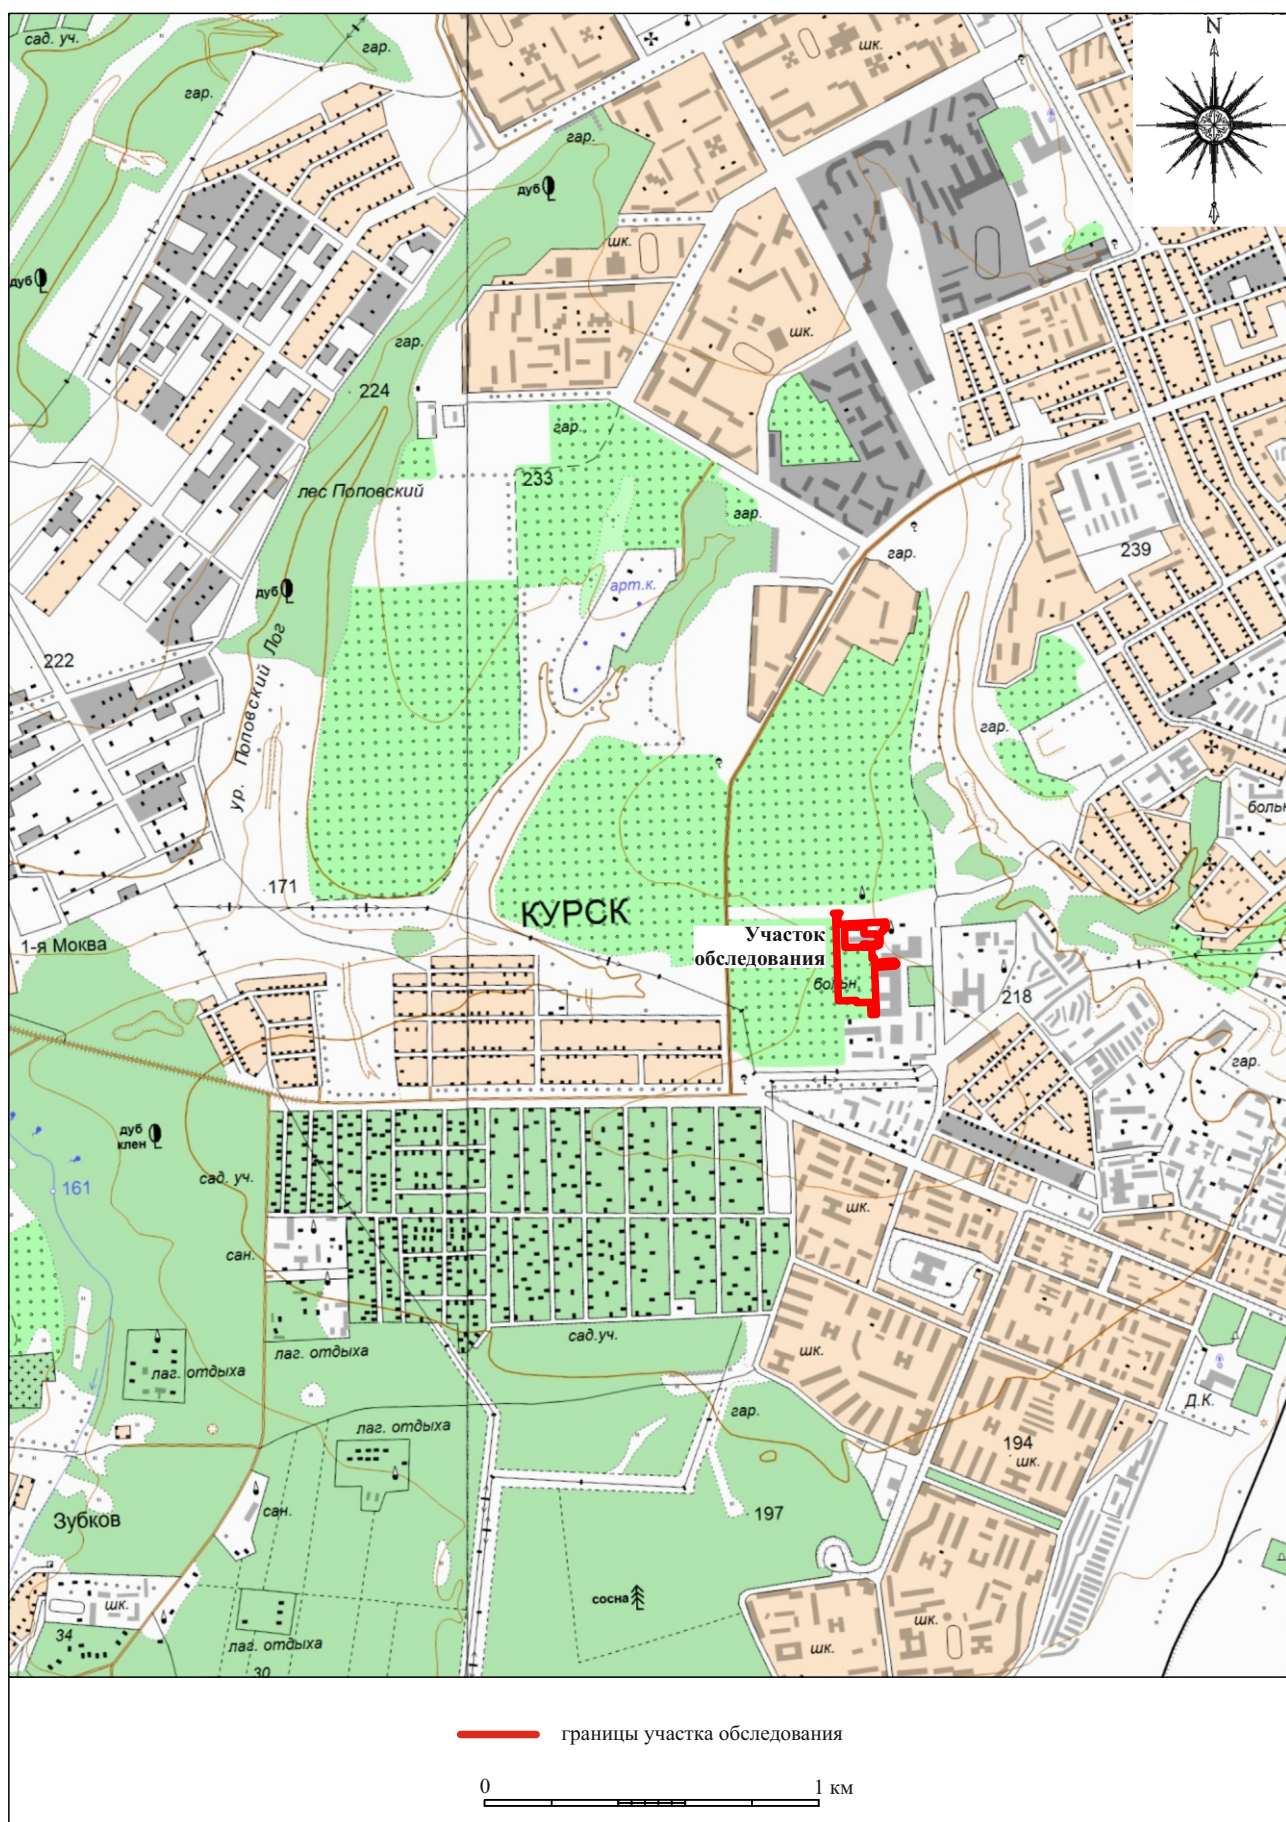 сад. уч.
гар.
N
гар.
гар.
дуб
шк.
дуб
шк.
гар.
224
гар.
233
лес Поповский
гар.
239
гар.
арт.к.
дуб
222
ур. Поповский Лог
гар.
больн
171
КУРСК
1-я Моква
Участок
обследования
больн.
218
гар.
дуб
клен
161
сад. уч.
шк.
сан.
сад.уч.
лаг. отдыха
шк.
лаг. отдыха
Д.К.
гар.
лаг. отдыха
194
шк.
сан.
197
Зубков
сосна
шк.
шк.
34
лаг. отдыха
шк.
30
границы участка обследования
0
1 км